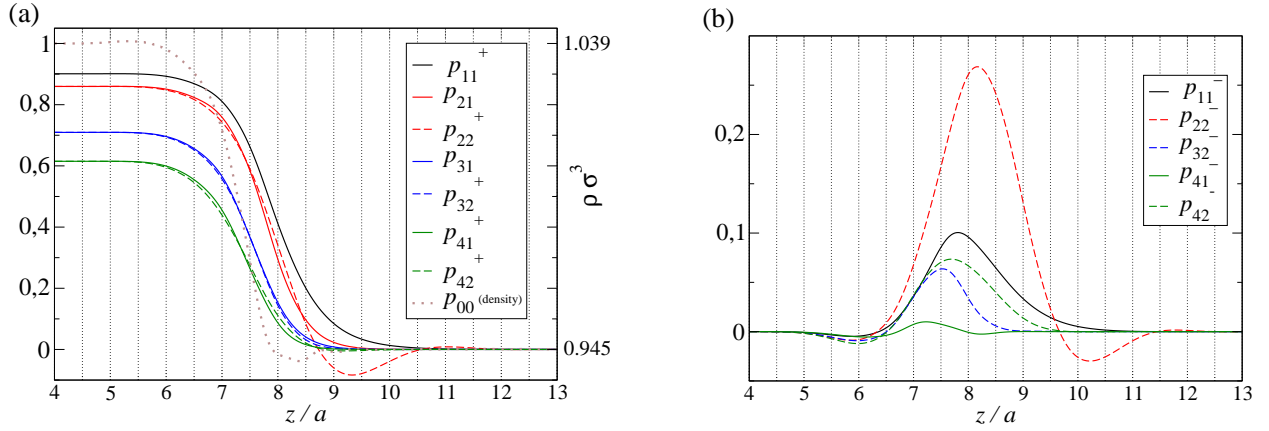 (a)
1
0,8
0,6
0,4
0,2
0
1.039
ρσ³
0.945
p₁₁⁺
p₂₁
p₂₂⁺
p₃₁
p₃₂⁺
p₄₁⁺
p₄₂⁺
p₀₀ (density)
4 5 6 7 8 9 10 11 12 13
z / a
(b)
0,2
0,1
0
p₁₁⁻
p₂₂⁻
p₃₂⁻
p₄₁⁻
p₄₂⁻
4 5 6 7 8 9 10 11 12 13
z / a